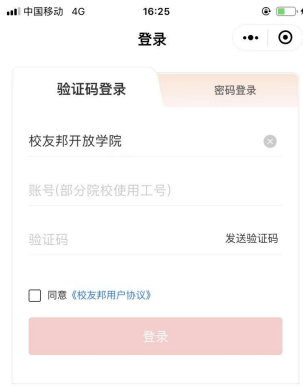 中国移动 4G 16:25
登录
验证码登录 密码登录
校友邦开放学院
账号(部分院校使用工号)
验证码 发送验证码
同意《校友邦用户协议》
登录